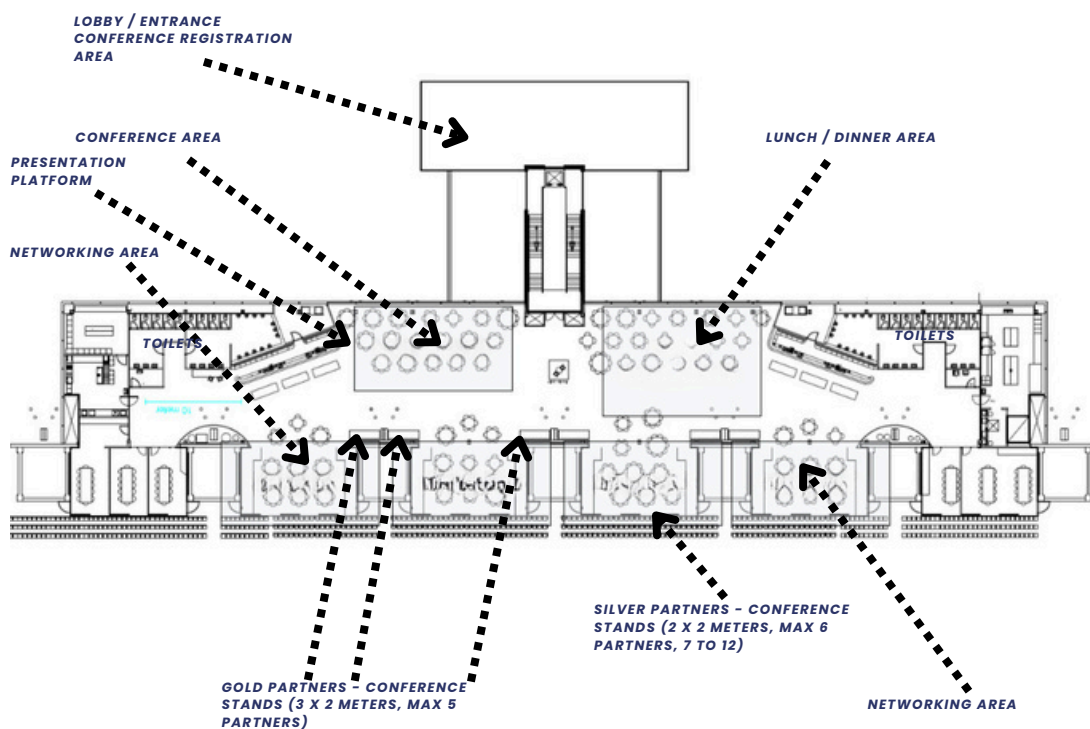 LOBBY / ENTRANCE
CONFERENCE REGISTRATION
AREA
CONFERENCE AREA
LUNCH / DINNER AREA
PRESENTATION
PLATFORM
NETWORKING AREA
TOILETS
TOILETS
10 meter
SILVER PARTNERS - CONFERENCE
STANDS (2 X 2 METERS, MAX 6
PARTNERS, 7 TO 12)
GOLD PARTNERS - CONFERENCE
STANDS (3 X 2 METERS, MAX 5
PARTNERS)
NETWORKING AREA